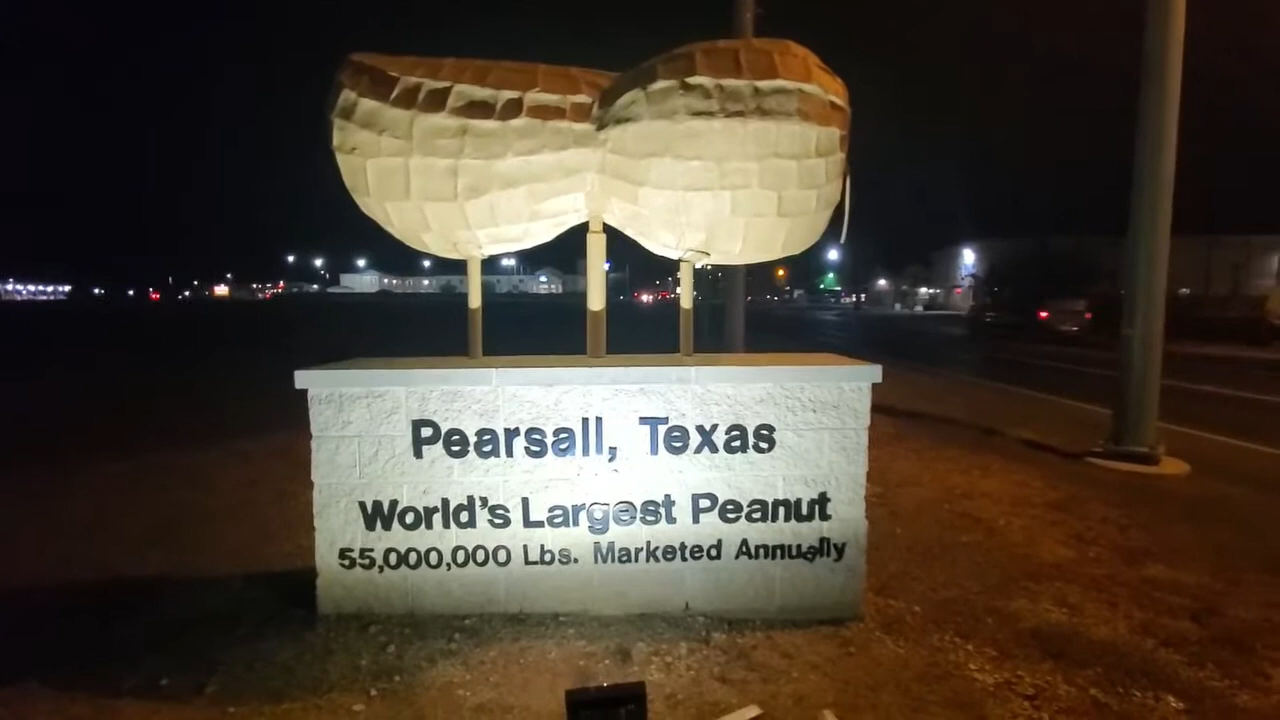 Pearsall, Texas
World's Largest Peanut
55,000,000 Lbs. Marketed Annually